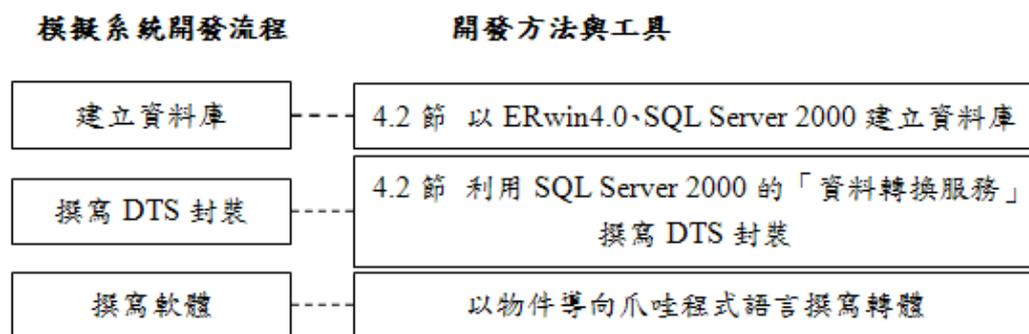 模擬系統開發流程
開發方法與工具
建立資料庫
4.2 節 以 ERwin4.0、SQL Server 2000 建立資料庫
撰寫 DTS 封裝
4.2 節 利用 SQL Server 2000 的「資料轉換服務」
撰寫 DTS 封裝
撰寫軟體
以物件導向爪哇程式語言撰寫轉體